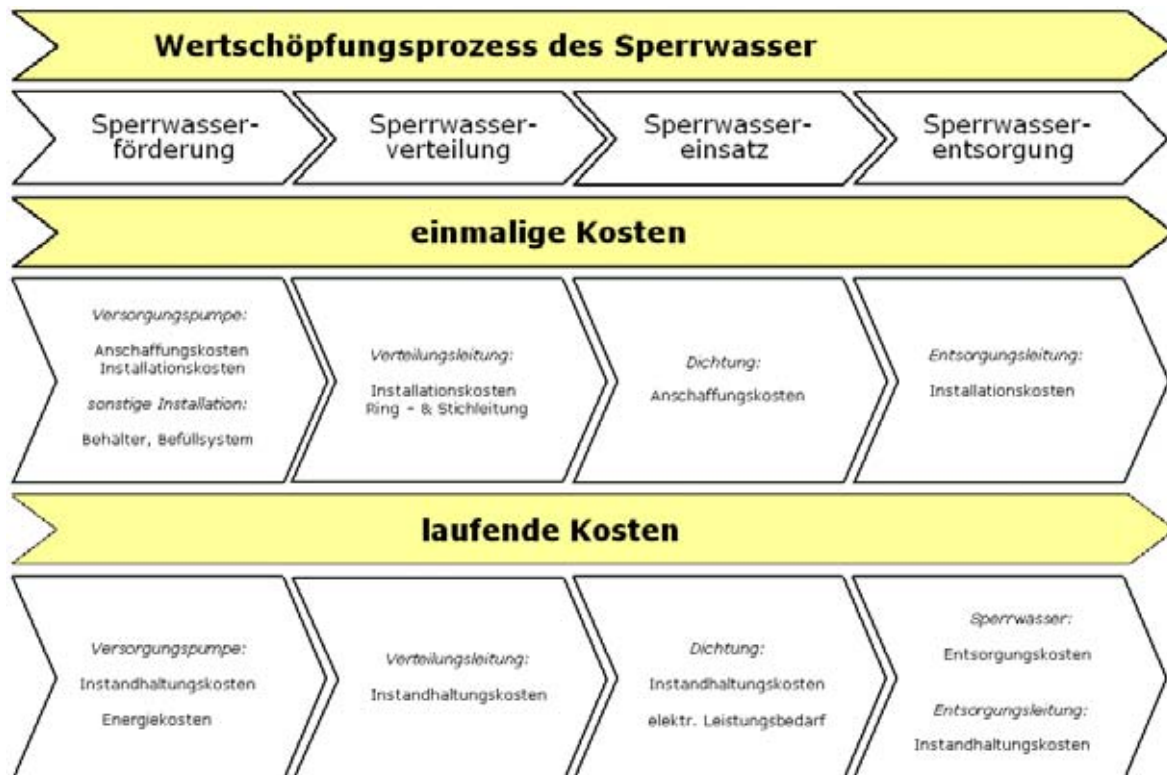 Wertschöpfungsprozess des Sperrwasser
Sperrwasser-
förderung
Sperrwasser-
verteilung
Sperrwasser-
einsatz
Sperrwasser-
entsorgung
einmalige Kosten
Versorgungspumpe:
Anschaffungskosten
Installationskosten
sonstige Installation:
Behälter, Befüllsystem
Verteilungsleitung:
Installationskosten
Ring - & Stichleitung
Dichtung:
Anschaffungskosten
Entsorgungsleitung:
Installationskosten
laufende Kosten
Versorgungspumpe:
Instandhaltungskosten
Energiekosten
Verteilungsleitung:
Instandhaltungskosten
Dichtung:
Instandhaltungskosten
elektr. Leistungsbedarf
Sperrwasser:
Entsorgungskosten
Entsorgungsleitung:
Instandhaltungskosten